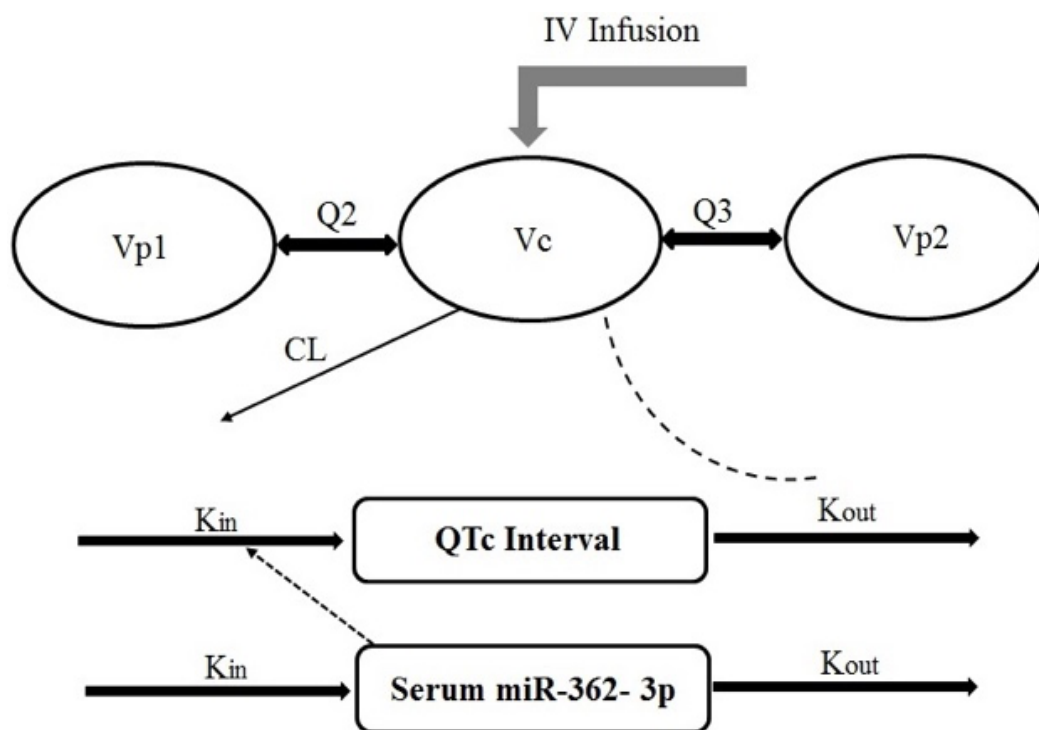 IV Infusion
Vp1
Q2
Vc
Q3
Vp2
CL
Kin
QTc Interval
Kout
Kin
Serum miR-362- 3p
Kout